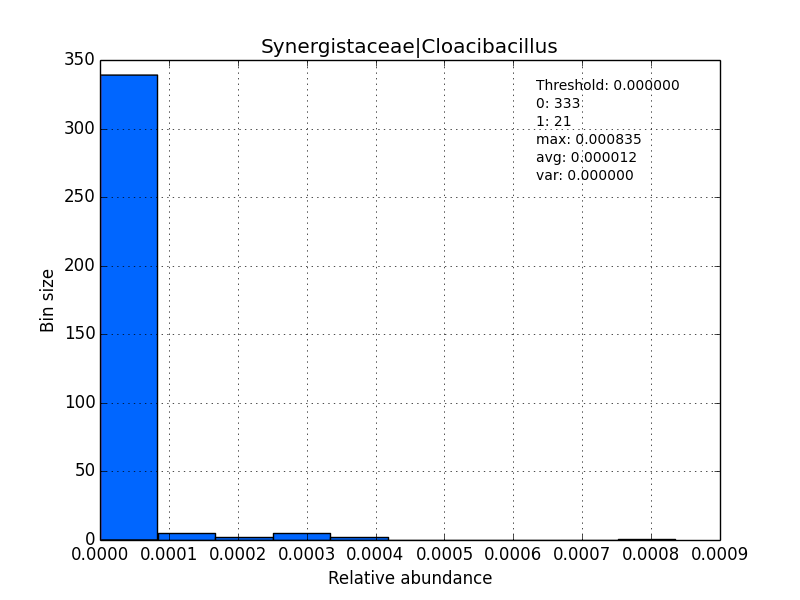 Synergistaceae|Cloacibacillus
Threshold: 0.000000
0: 333
1: 21
max: 0.000835
avg: 0.000012
var: 0.000000
350
300
250
200
150
100
50
0
Bin size
0.0000 0.0001 0.0002 0.0003 0.0004 0.0005 0.0006 0.0007 0.0008 0.0009
Relative abundance